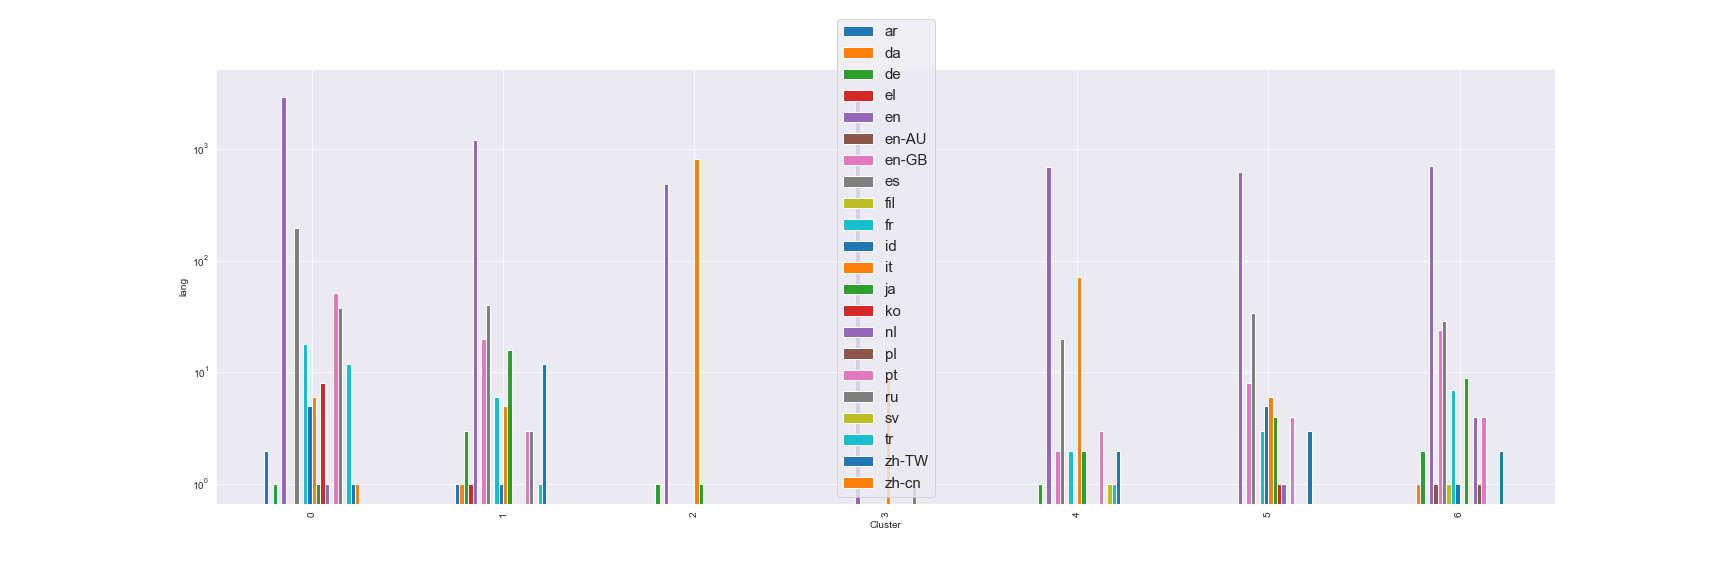 ar
da
de
el
en
en-AU
en-GB
es
fil
fr
id
it
ja
ko
nl
pl
pt
ru
sv
tr
zh-TW
zh-cn
lang
10³
10²
10¹
10⁰
0 1 2 3 4 5 6
Cluster